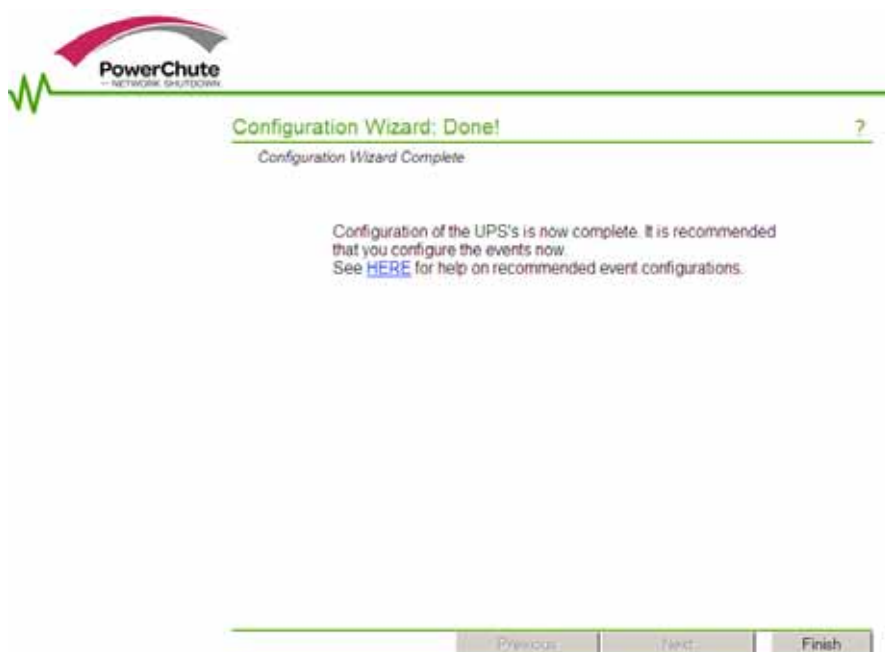 PowerChute
NETWORK SHUTDOWN
Configuration Wizard: Done!
?
Configuration Wizard Complete
Configuration of the UPS's is now complete. It is recommended
that you configure the events now.
See HERE for help on recommended event configurations.
Previous
Next
Finish